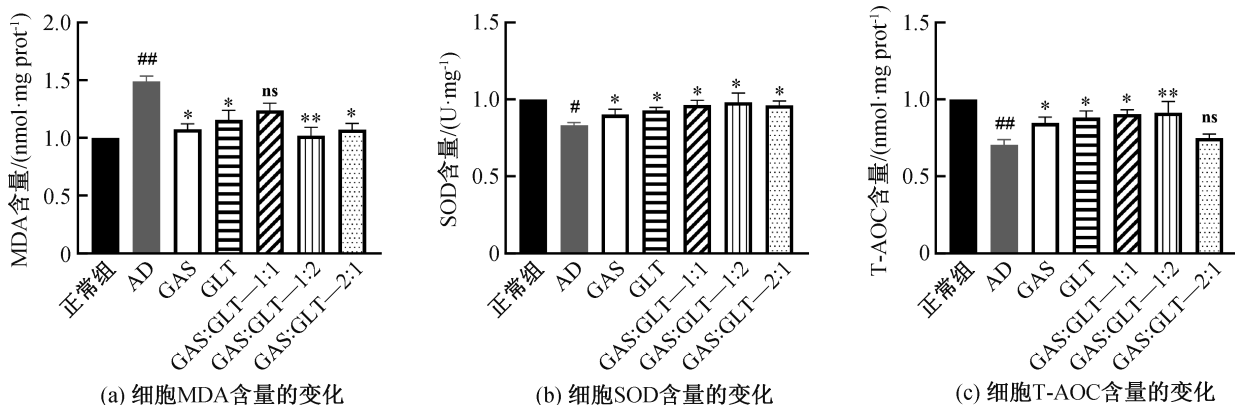 MDA含量/(nmol·mg prot⁻¹)
2.0
1.5
1.0
0.5
0
##
*
*
ns
**
*
正常组
AD
GAS
GLT
GAS:GLT—1:1
GAS:GLT—1:2
GAS:GLT—2:1
(a) 细胞MDA含量的变化
SOD含量/(U·mg⁻¹)
1.5
1.0
0.5
0
#
*
*
*
*
*
正常组
AD
GAS
GLT
GAS:GLT—1:1
GAS:GLT—1:2
GAS:GLT—2:1
(b) 细胞SOD含量的变化
T-AOC含量/(nmol·mg prot⁻¹)
1.5
1.0
0.5
0
##
*
*
*
**
ns
正常组
AD
GAS
GLT
GAS:GLT—1:1
GAS:GLT—1:2
GAS:GLT—2:1
(c) 细胞T-AOC含量的变化